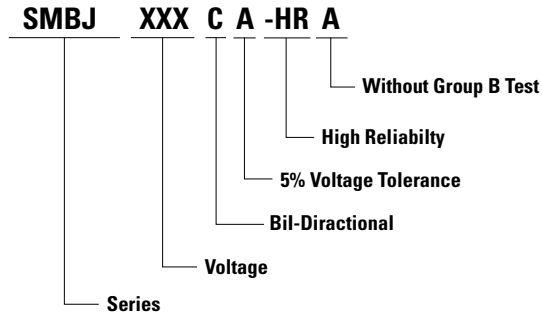 SMBJ XXX C A -HR A
Without Group B Test
High Reliabilty
5% Voltage Tolerance
Bil-Diractional
Voltage
Series